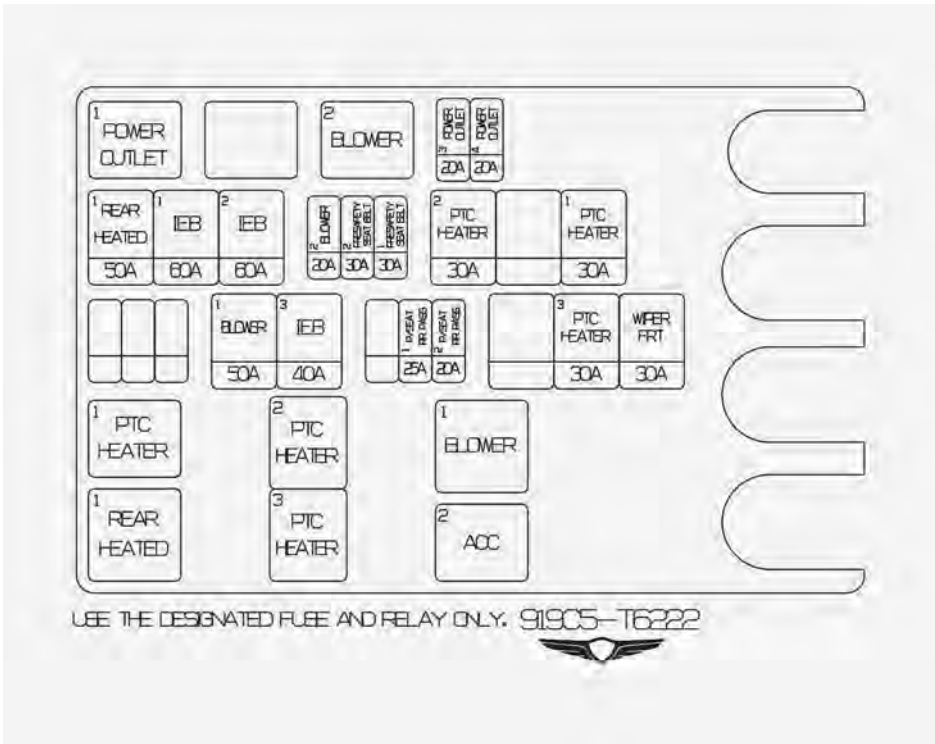 1
POWER
OUTLET
2
BLOWER
3 POWER
OUTLET
20A
4 POWER
OUTLET
20A
1
REAR
HEATED
50A
1
IEB
60A
2
IEB
60A
2 BLOWER
20A
2 PRESAFETY
SEAT BELT
30A
1 PRESAFETY
SEAT BELT
30A
2
PTC
HEATER
30A
1
PTC
HEATER
30A
1
BLOWER
50A
3
IEB
40A
1 P/SEAT
RR PASS
25A
2 P/SEAT
RR PASS
20A
3
PTC
HEATER
30A
WIPER
FRT
30A
1
PTC
HEATER
2
PTC
HEATER
1
BLOWER
1
REAR
HEATED
3
PTC
HEATER
2
ACC
USE THE DESIGNATED FUSE AND RELAY ONLY. 919C5-T6222